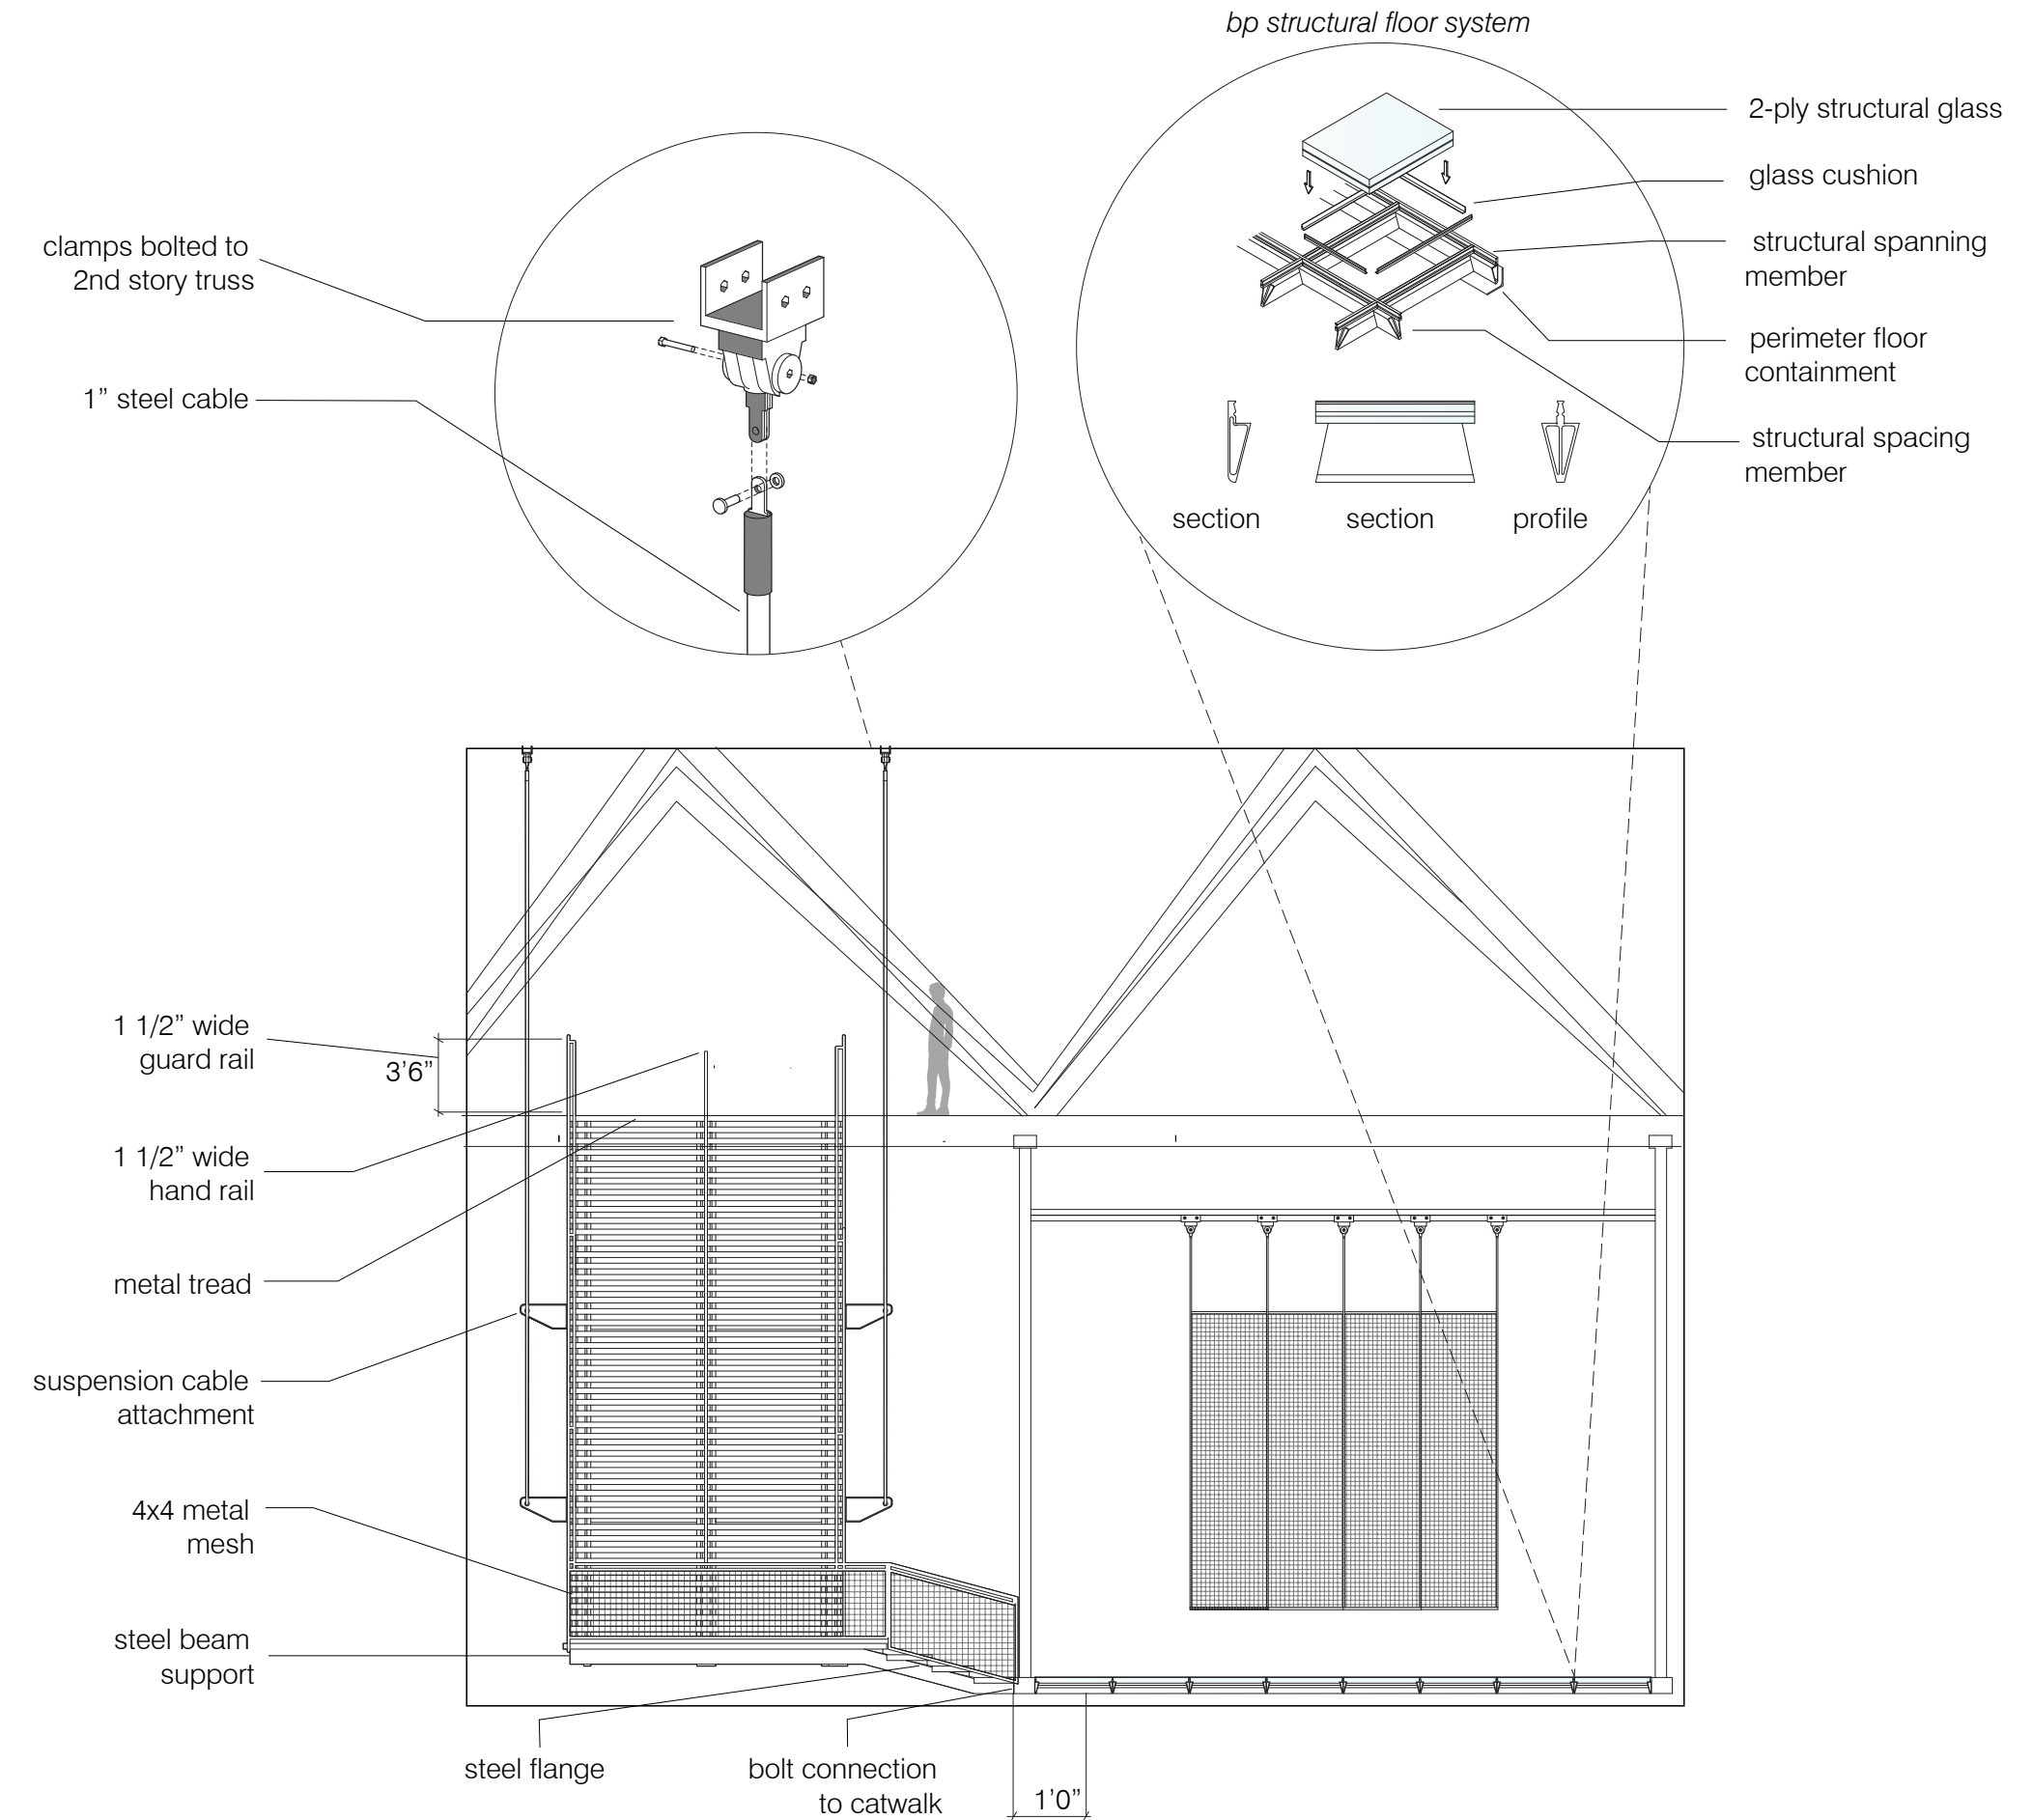 bp structural floor system
2-ply structural glass
glass cushion
structural spanning
member
perimeter floor
containment
structural spacing
member
section
section
profile
clamps bolted to
2nd story truss
1” steel cable
1 1/2” wide
guard rail
3’6”
1 1/2” wide
hand rail
metal tread
suspension cable
attachment
4x4 metal
mesh
steel beam
support
steel flange
bolt connection
to catwalk
1’0”